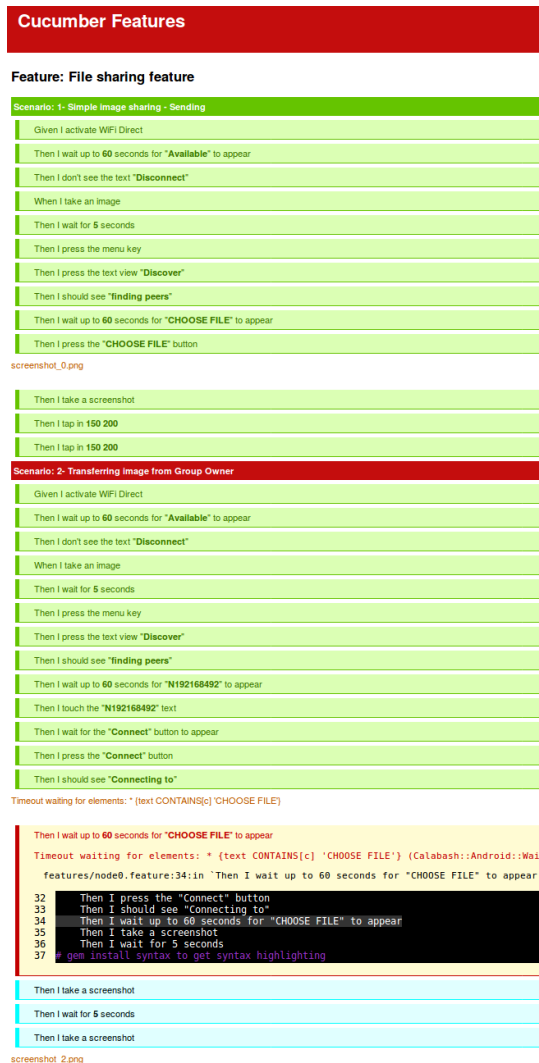 Cucumber Features
Feature: File sharing feature
Scenario: 1- Simple image sharing - Sending
Given I activate WiFi Direct
Then I wait up to 60 seconds for "Available" to appear
Then I don't see the text "Disconnect"
When I take an image
Then I wait for 5 seconds
Then I press the menu key
Then I press the text view "Discover"
Then I should see "finding peers"
Then I wait up to 60 seconds for "CHOOSE FILE" to appear
Then I press the "CHOOSE FILE" button
screenshot_0.png
Then I take a screenshot
Then I tap in 150 200
Then I tap in 150 200
Scenario: 2- Transferring image from Group Owner
Given I activate WiFi Direct
Then I wait up to 60 seconds for "Available" to appear
Then I don't see the text "Disconnect"
When I take an image
Then I wait for 5 seconds
Then I press the menu key
Then I press the text view "Discover"
Then I should see "finding peers"
Then I wait up to 60 seconds for "N192168492" to appear
Then I touch the "N192168492" text
Then I wait for the "Connect" button to appear
Then I press the "Connect" button
Then I should see "Connecting to"
Timeout waiting for elements: * {text CONTAINS[c] 'CHOOSE FILE'}
Then I wait up to 60 seconds for "CHOOSE FILE" to appear
Timeout waiting for elements: * {text CONTAINS[c] 'CHOOSE FILE'} (Calabash::Android::Wai
features/node0.feature:34:in `Then I wait up to 60 seconds for "CHOOSE FILE" to appear
32 Then I press the "Connect" button
33 Then I should see "Connecting to"
34 Then I wait up to 60 seconds for "CHOOSE FILE" to appear
35 Then I take a screenshot
36 Then I wait for 5 seconds
37 # gem install syntax to get syntax highlighting
Then I take a screenshot
Then I wait for 5 seconds
Then I take a screenshot
screenshot_2.png